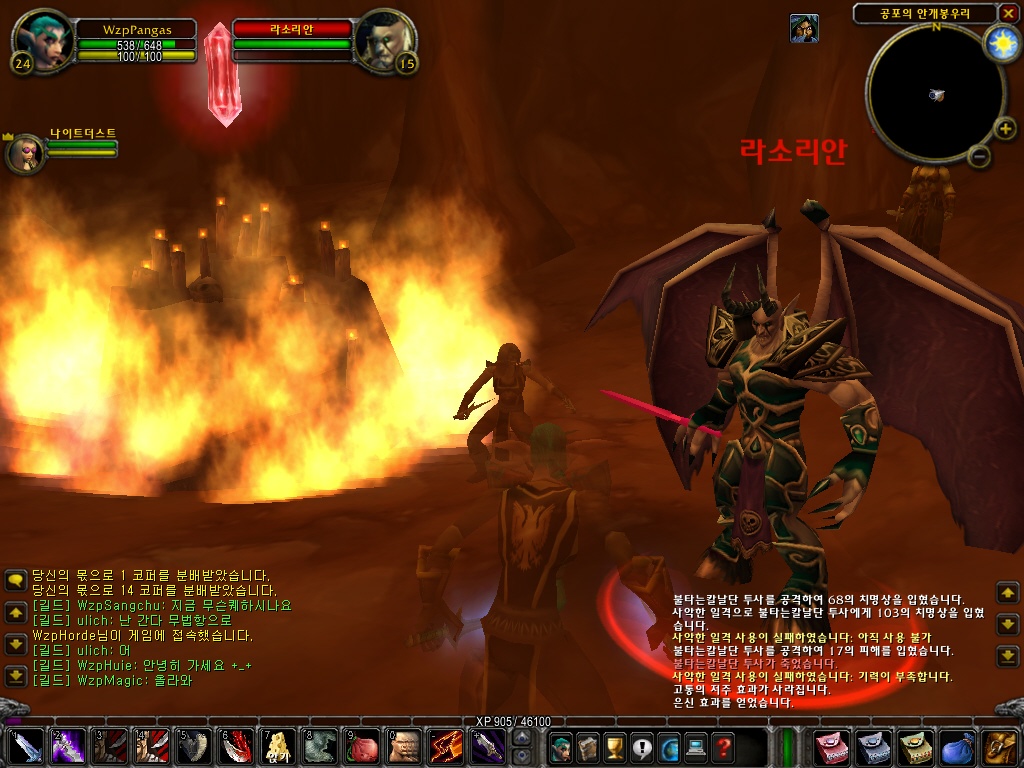 WzpPangas
538 / 648
100 / 100
24
라소리안
15
공포의 안개봉우리
N
나이트더스트
라소리안
당신의 몫으로 1 코퍼를 분배받았습니다.
당신의 몫으로 14 코퍼를 분배받았습니다.
[길드] WzpSangchu: 지금 무슨퀘하시나요
[길드] ulich: 난 간다 무법항으로
WzpHorde님이 게임에 접속했습니다.
[길드] ulich: 머
[길드] WzpHuie: 안녕히 가세요 +_+
[길드] WzpMagic: 올라와
불타는칼날단 투사를 공격하여 68의 치명상을 입혔습니다.
사악한 일격으로 불타는칼날단 투사에게 103의 치명상을 입혔
습니다.
사악한 일격 사용이 실패하였습니다: 아직 사용 불가
불타는칼날단 투사를 공격하여 17의 피해를 입혔습니다.
불타는칼날단 투사가 죽었습니다.
사악한 일격 사용이 실패하였습니다: 기력이 부족합니다.
고통의 저주 효과가 사라집니다.
은신 효과를 얻었습니다.
XP 905 / 46100
2 3 4 5 6 7 8 9 0